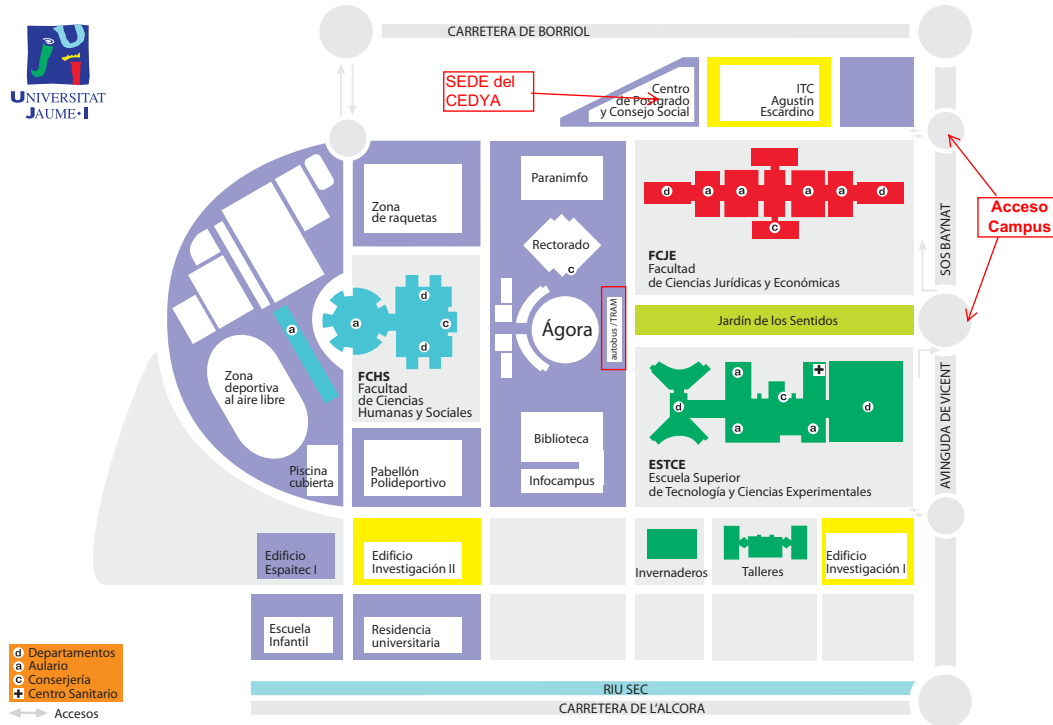 CARRETERA DE BORRIOL
UNIVERSITAT
JAUME·I
SEDE del
CEDYA
Centro
de Postgrado
y Consejo Social
ITC
Agustín
Escardino
Acceso
Campus
SOS BAYNAT
Zona
de raquetas
Paranimfo
Rectorado
c
d a a a a d
c
FCJE
Facultad
de Ciencias Jurídicas y Económicas
a
a
d
c
d
Ágora
autobus /TRAM
Jardín de los Sentidos
FCHS
Facultad
de Ciencias
Humanas y Sociales
Zona
deportiva
al aire libre
a
c
d
d
a
a
ESTCE
Escuela Superior
de Tecnología y Ciencias Experimentales
AVINGUDA DE VICENT
Biblioteca
Infocampus
Piscina
cubierta
Pabellón
Polideportivo
Edificio
Espaitec I
Edificio
Investigación II
Invernaderos
Talleres
Edificio
Investigación I
Escuela
Infantil
Residencia
universitaria
d Departamentos
a Aulario
c Conserjería
Centro Sanitario
Accesos
RIU SEC
CARRETERA DE L'ALCORA